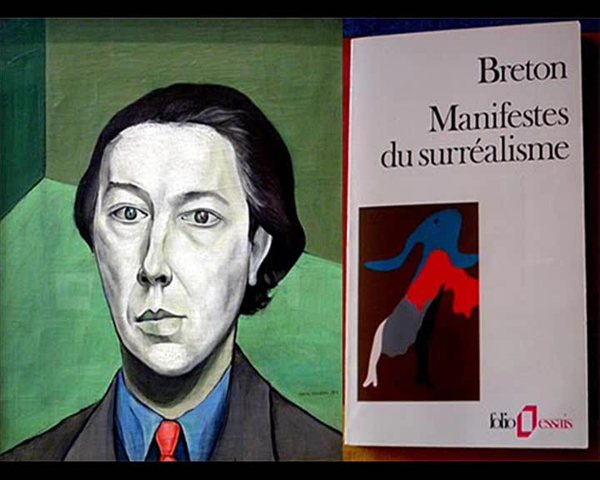 Breton
Manifestes
du surréalisme
folio essais